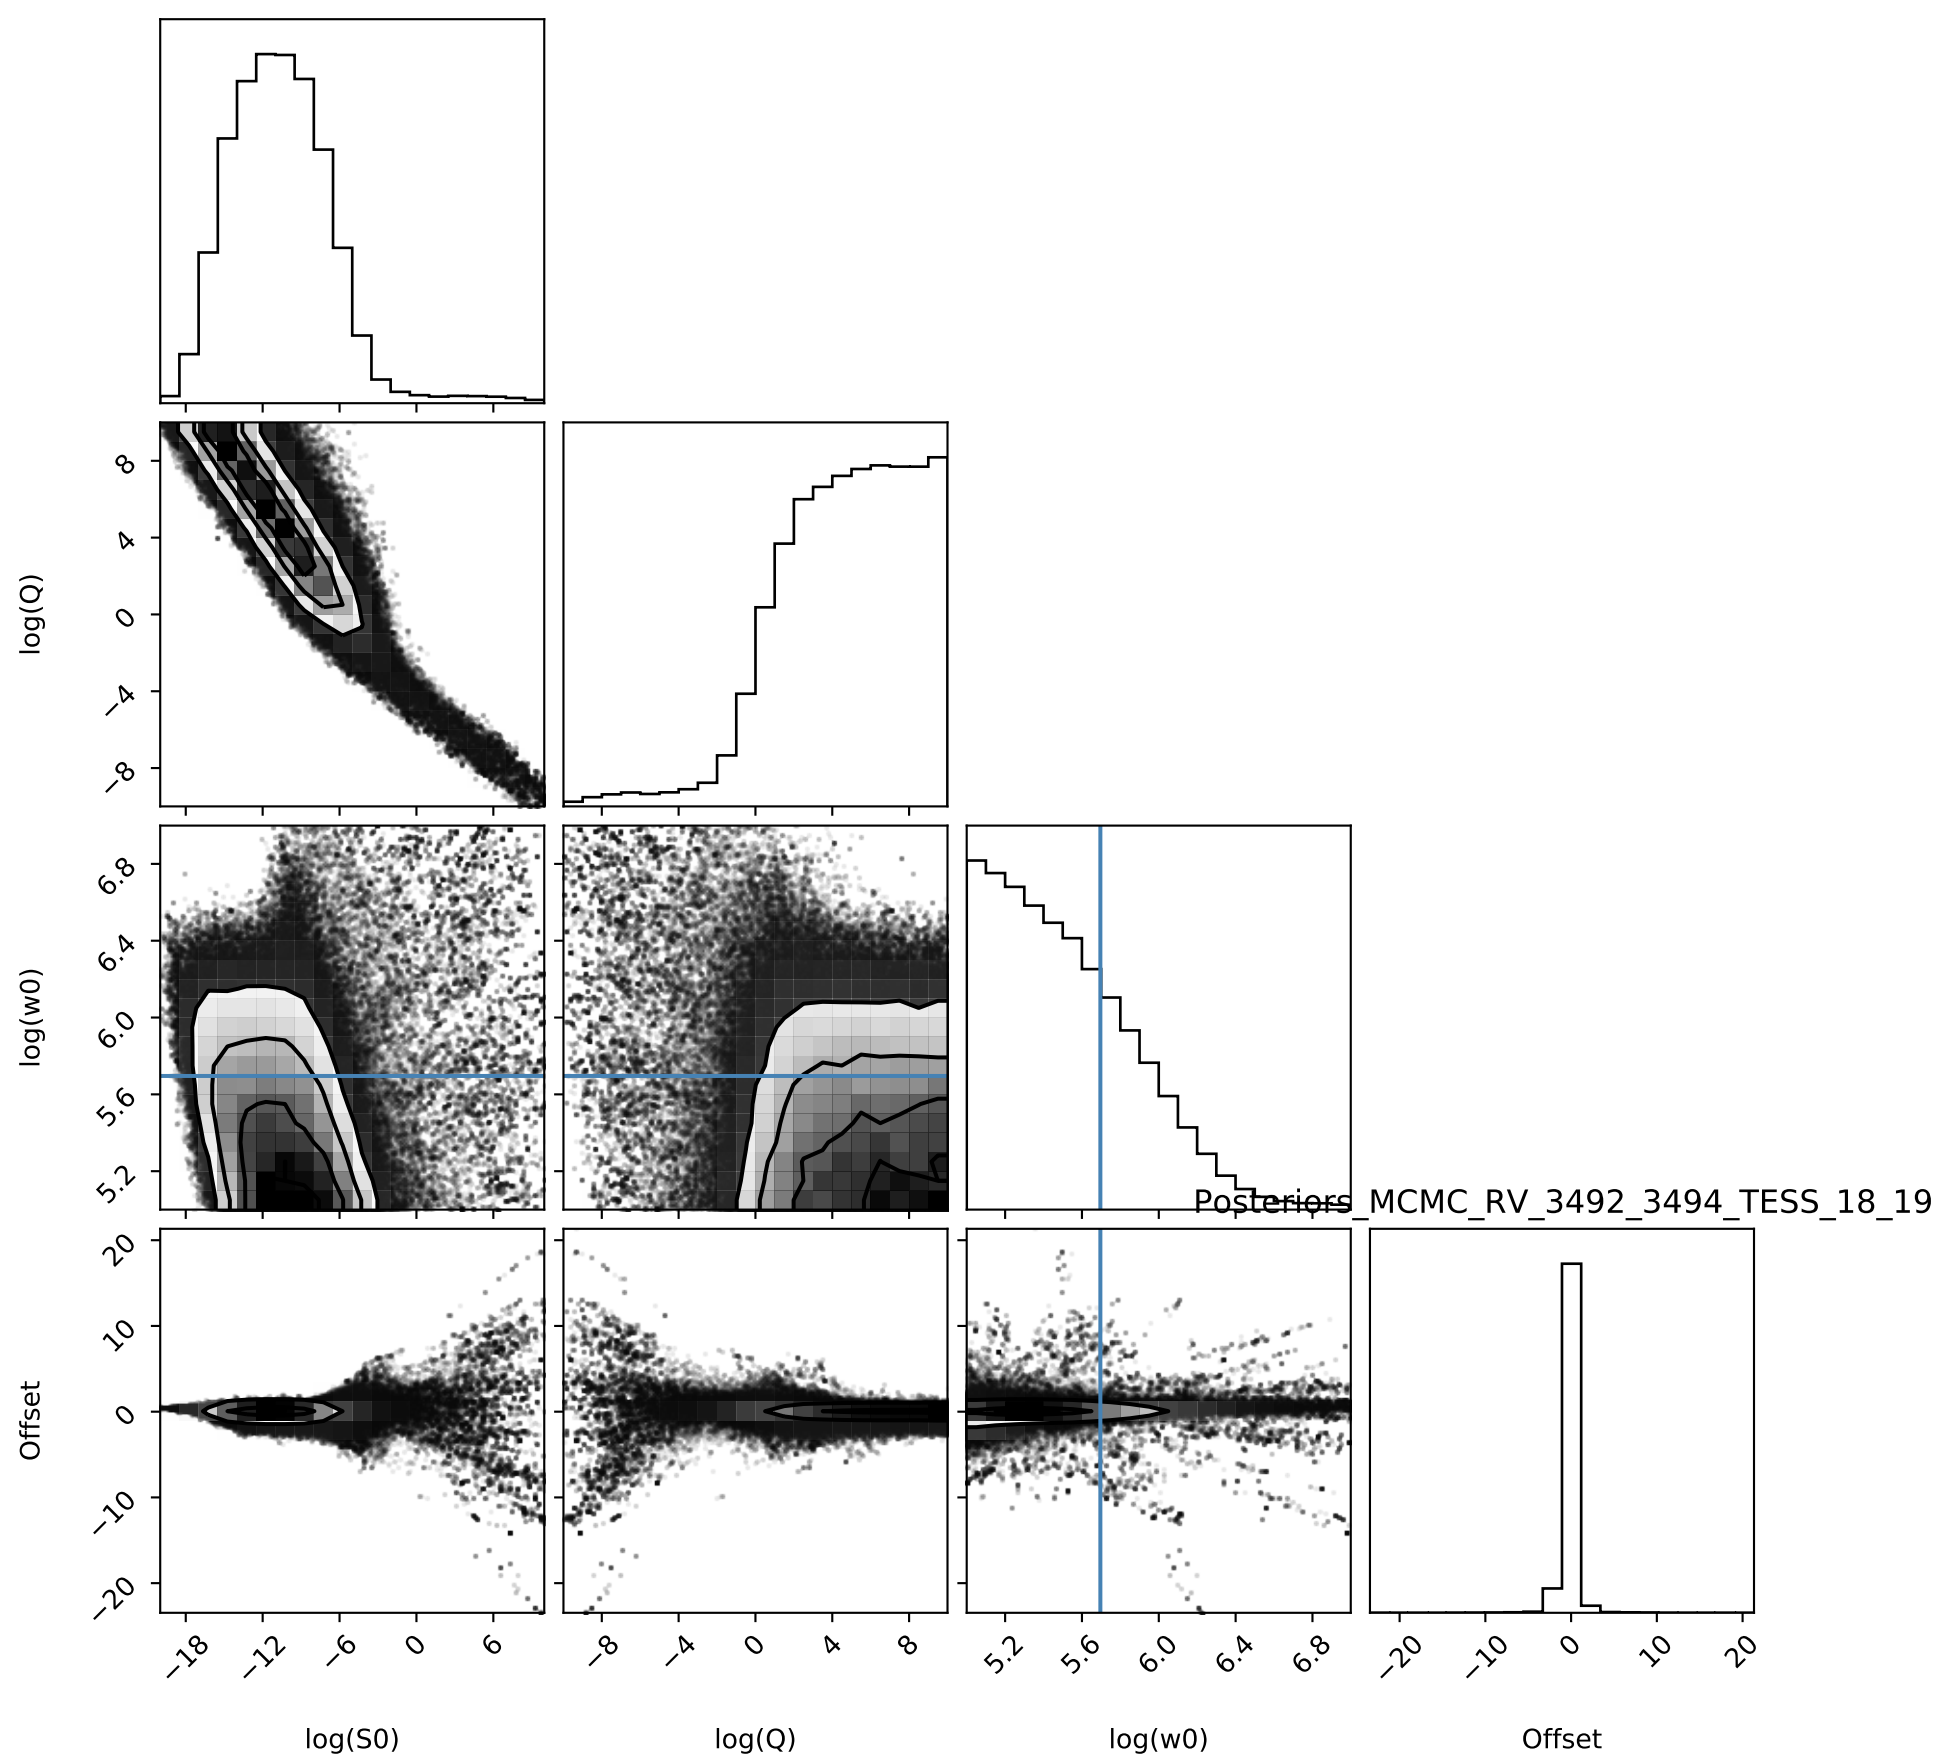 log(Q)
8
4
0
−4
−8
log(w0)
6.8
6.4
6.0
5.6
5.2
Posteriors_MCMC_RV_3492_3494_TESS_18_19
Offset
20
10
0
−10
−20
−18 −12 −6 0 6
−8 −4 0 4 8
5.2 5.6 6.0 6.4 6.8
−20 −10 0 10 20
log(S0)
log(Q)
log(w0)
Offset